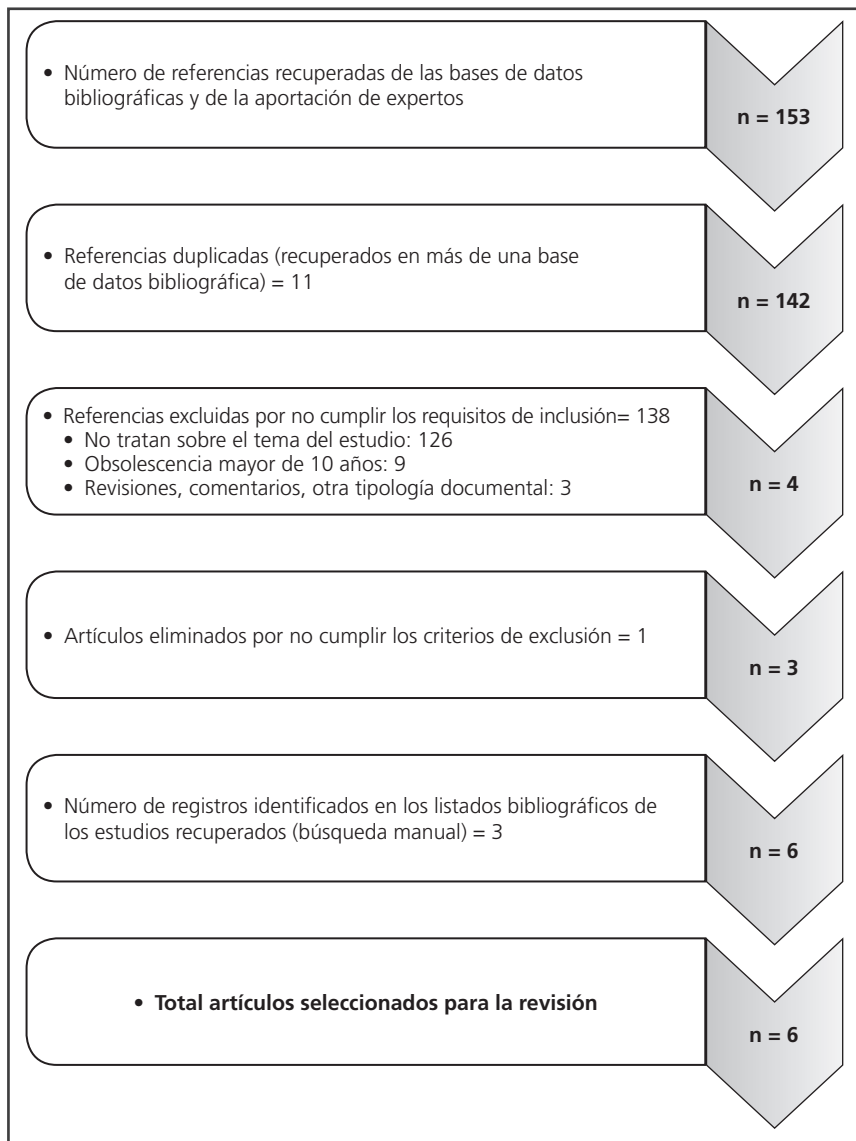 • Número de referencias recuperadas de las bases de datos
bibliográficas y de la aportación de expertos
n = 153
• Referencias duplicadas (recuperados en más de una base
de datos bibliográfica) = 11
n = 142
• Referencias excluidas por no cumplir los requisitos de inclusión= 138
• No tratan sobre el tema del estudio: 126
• Obsolescencia mayor de 10 años: 9
• Revisiones, comentarios, otra tipología documental: 3
n = 4
• Artículos eliminados por no cumplir los criterios de exclusión = 1
n = 3
• Número de registros identificados en los listados bibliográficos de
los estudios recuperados (búsqueda manual) = 3
n = 6
• Total artículos seleccionados para la revisión
n = 6